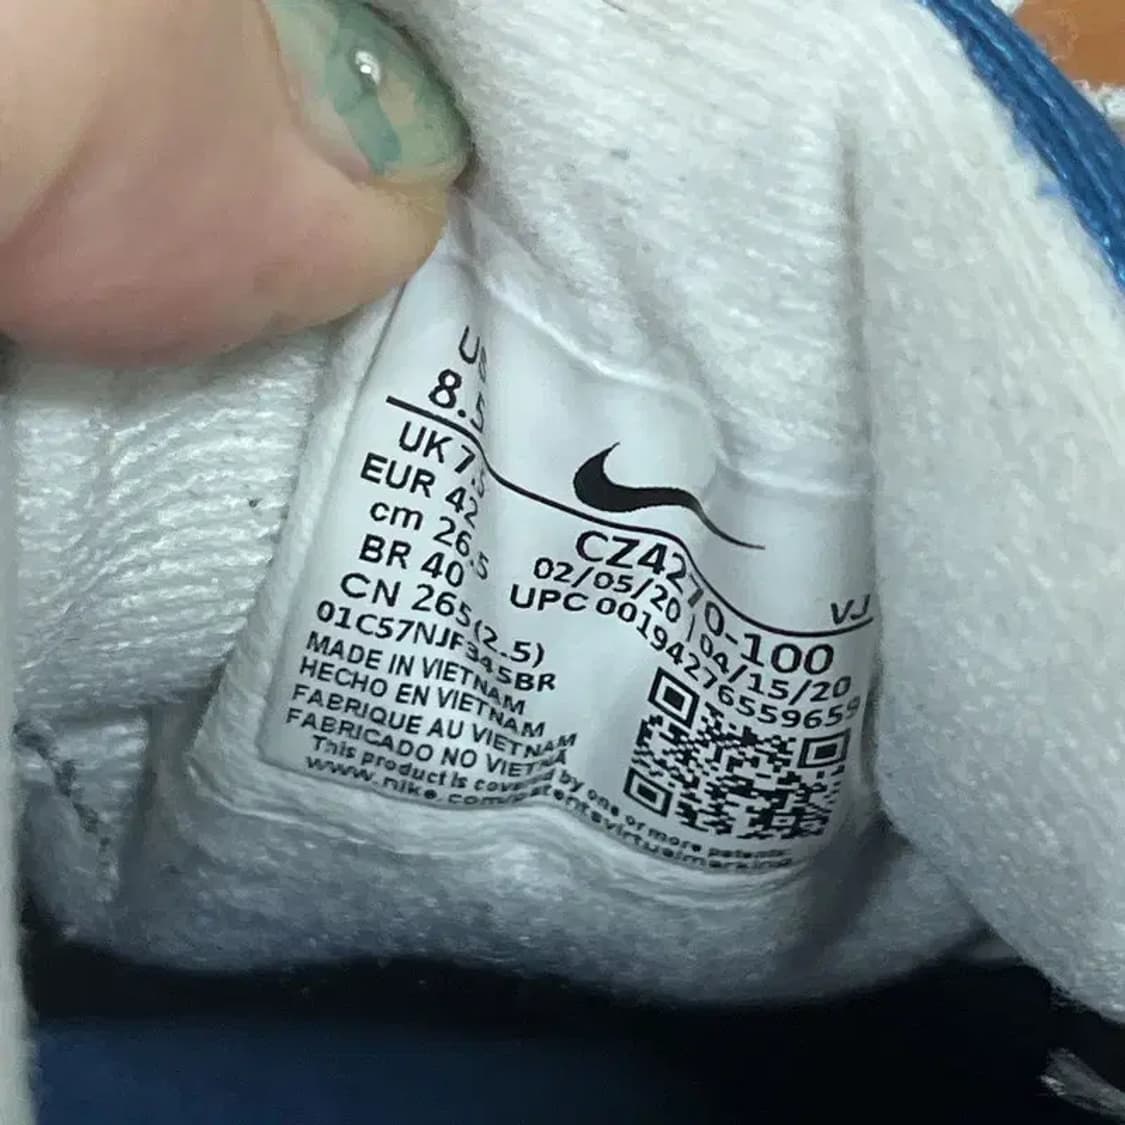 US
8.5
UK 7.5
EUR 42
cm 26.5
BR 40
CN 265(2.5)
01C57NJF345BR
MADE IN VIETNAM
HECHO EN VIETNAM
FABRIQUE AU VIETNAM
FABRICADO NO VIETNÃ
This product is covered by one or more patents:
www.nike.com/patentsvirtualmarking
CZ4270-100
02/05/20 | 04/15/20
UPC 00194276559659
VJ